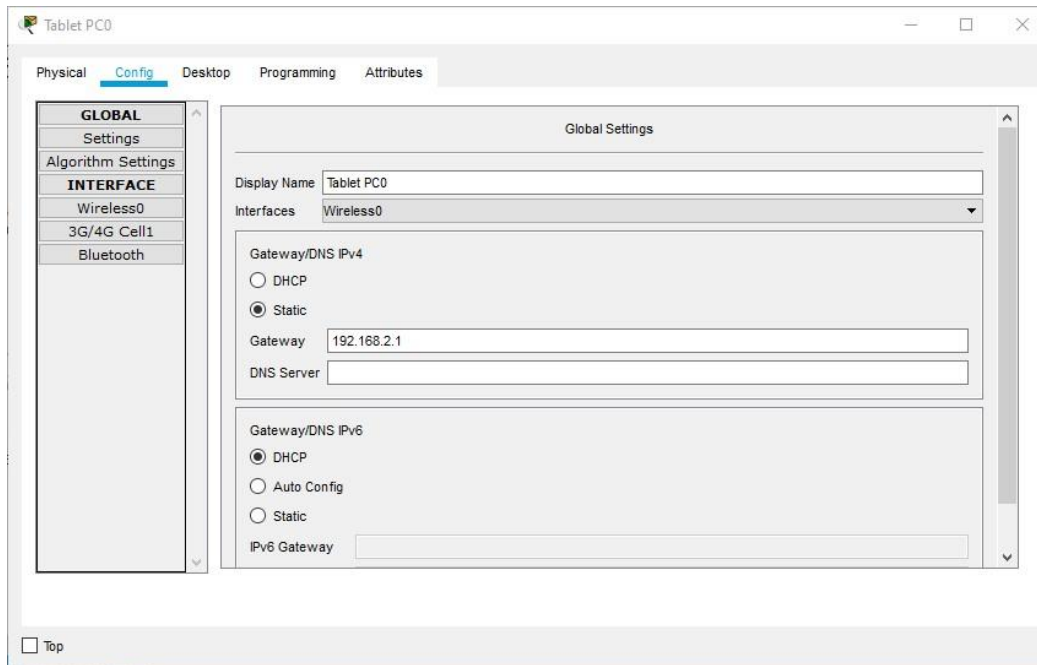 Tablet PC0
Physical Config Desktop Programming Attributes
GLOBAL
Settings
Algorithm Settings
INTERFACE
Wireless0
3G/4G Cell1
Bluetooth
Global Settings
Display Name Tablet PC0
Interfaces Wireless0
Gateway/DNS IPv4
DHCP
Static
Gateway 192.168.2.1
DNS Server
Gateway/DNS IPv6
DHCP
Auto Config
Static
IPv6 Gateway
Top